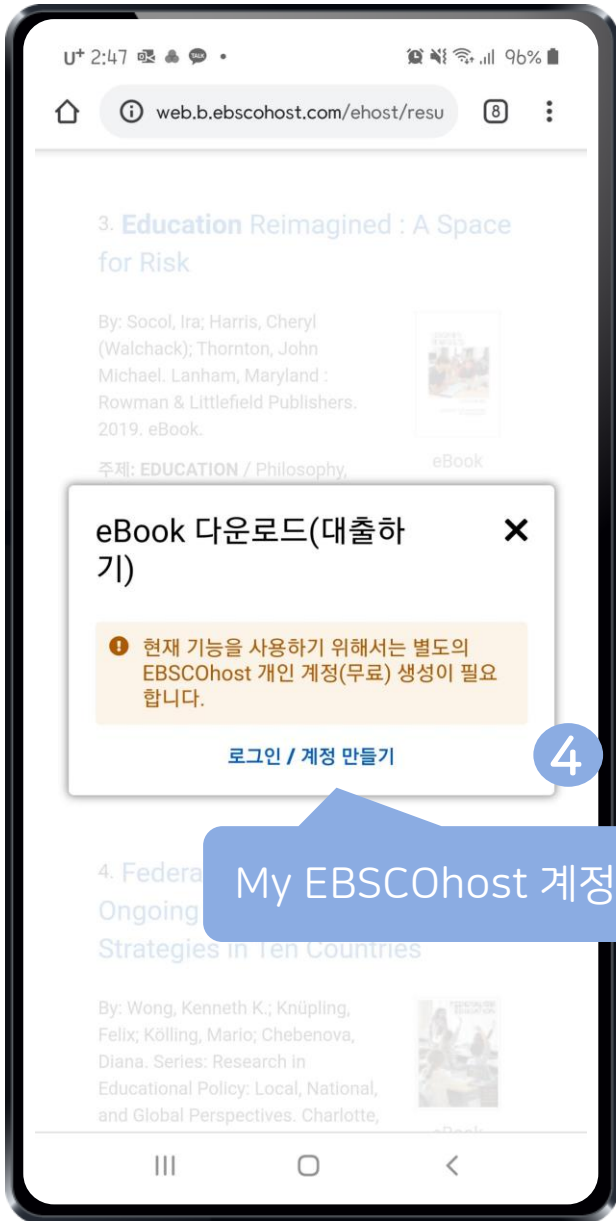 U+ 2:47
96%
web.b.ebscohost.com/ehost/resu
8
3. Education Reimagined : A Space
for Risk
By: Socol, Ira; Harris, Cheryl
(Walchack); Thornton, John
Michael. Lanham, Maryland :
Rowman & Littlefield Publishers.
2019. eBook.
eBook
주제: EDUCATION / Philosophy,
eBook 다운로드(대출하
기)
현재 기능을 사용하기 위해서는 별도의
EBSCOhost 개인 계정(무료) 생성이 필요
합니다.
로그인 / 계정 만들기
4
My EBSCOhost 계정
4. Federa
Ongoing
Strategies in Ten Countries
By: Wong, Kenneth K.; Knüpling,
Felix; Kölling, Mario; Chebenova,
Diana. Series: Research in
Educational Policy: Local, National,
and Global Perspectives. Charlotte,
eBook